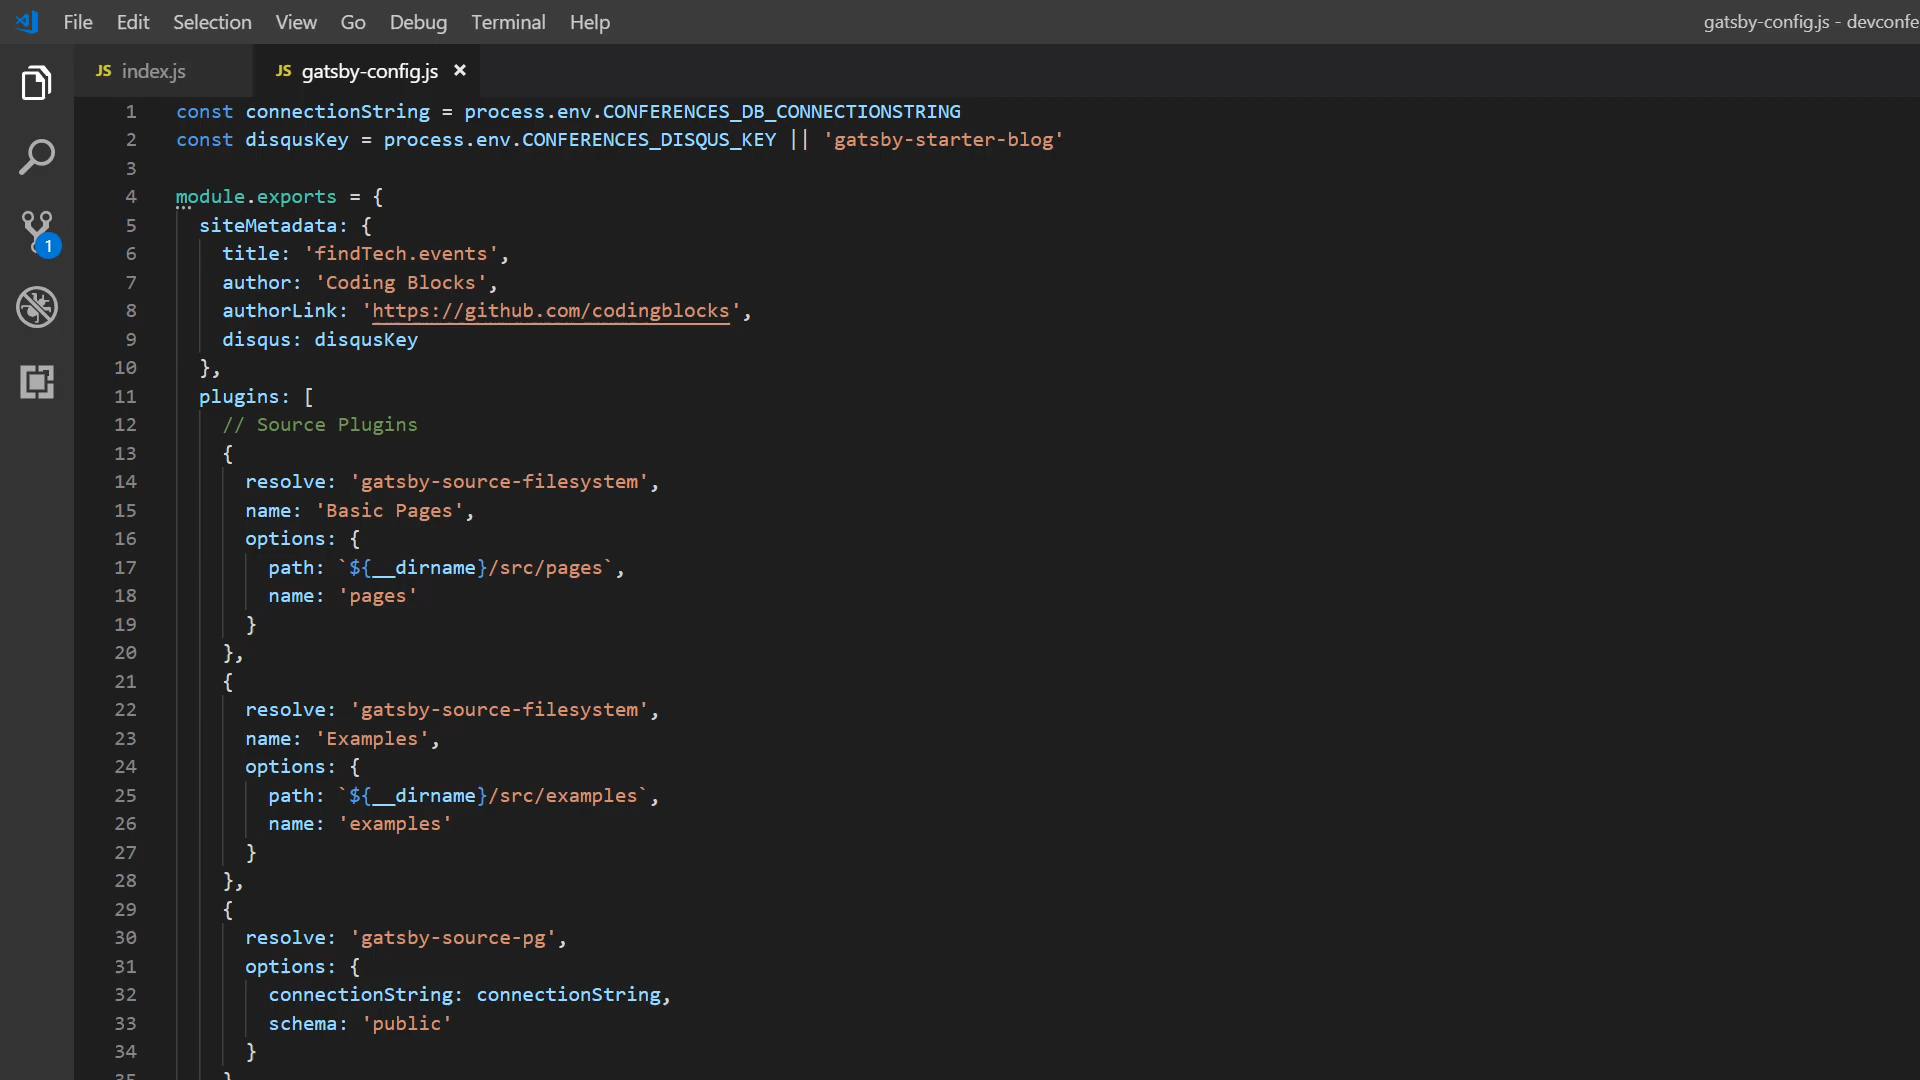 File Edit Selection View Go Debug Terminal Help gatsby-config.js - devconfe
JS index.js JS gatsby-config.js ×
1 const connectionString = process.env.CONFERENCES_DB_CONNECTIONSTRING
2 const disqusKey = process.env.CONFERENCES_DISQUS_KEY || 'gatsby-starter-blog'
3
4 module.exports = {
5 siteMetadata: {
6 title: 'findTech.events',
7 author: 'Coding Blocks',
8 authorLink: 'https://github.com/codingblocks',
9 disqus: disqusKey
10 },
11 plugins: [
12 // Source Plugins
13 {
14 resolve: 'gatsby-source-filesystem',
15 name: 'Basic Pages',
16 options: {
17 path: `${__dirname}/src/pages`,
18 name: 'pages'
19 }
20 },
21 {
22 resolve: 'gatsby-source-filesystem',
23 name: 'Examples',
24 options: {
25 path: `${__dirname}/src/examples`,
26 name: 'examples'
27 }
28 },
29 {
30 resolve: 'gatsby-source-pg',
31 options: {
32 connectionString: connectionString,
33 schema: 'public'
34 }
35 }
1